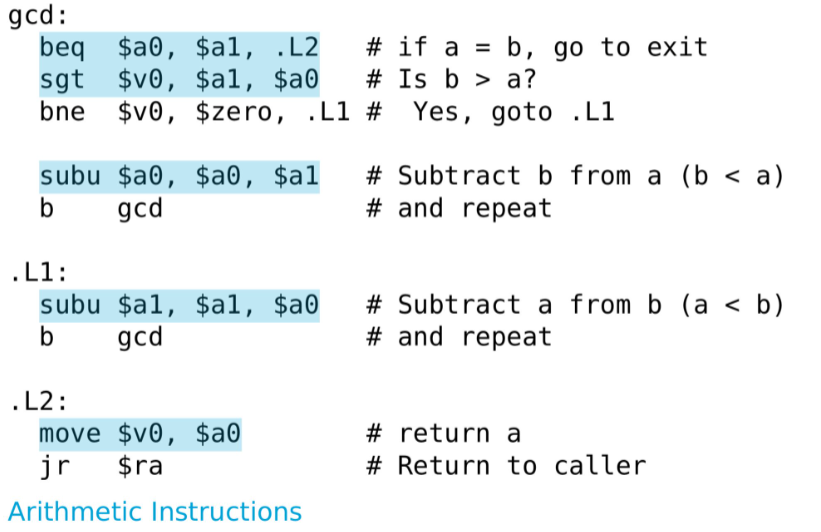 gcd:
beq $a0, $a1, .L2 # if a = b, go to exit
sgt $v0, $a1, $a0 # Is b > a?
bne $v0, $zero, .L1 # Yes, goto .L1
subu $a0, $a0, $a1 # Subtract b from a (b < a)
b gcd # and repeat
.L1:
subu $a1, $a1, $a0 # Subtract a from b (a < b)
b gcd # and repeat
.L2:
move $v0, $a0 # return a
jr $ra # Return to caller
Arithmetic Instructions